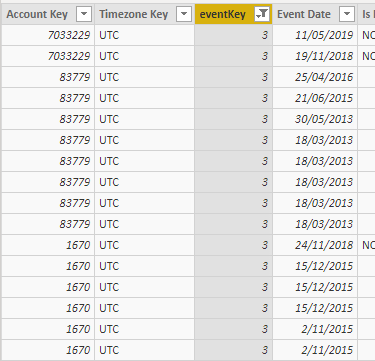 Account Key Timezone Key eventKey Event Date Is
7033229 UTC 3 11/05/2019 NO
7033229 UTC 3 19/11/2018 NO
83779 UTC 3 25/04/2016
83779 UTC 3 21/06/2015
83779 UTC 3 30/05/2013
83779 UTC 3 18/03/2013
83779 UTC 3 18/03/2013
83779 UTC 3 18/03/2013
83779 UTC 3 18/03/2013
83779 UTC 3 18/03/2013
1670 UTC 3 24/11/2018 NO
1670 UTC 3 15/12/2015
1670 UTC 3 15/12/2015
1670 UTC 3 15/12/2015
1670 UTC 3 2/11/2015
1670 UTC 3 2/11/2015